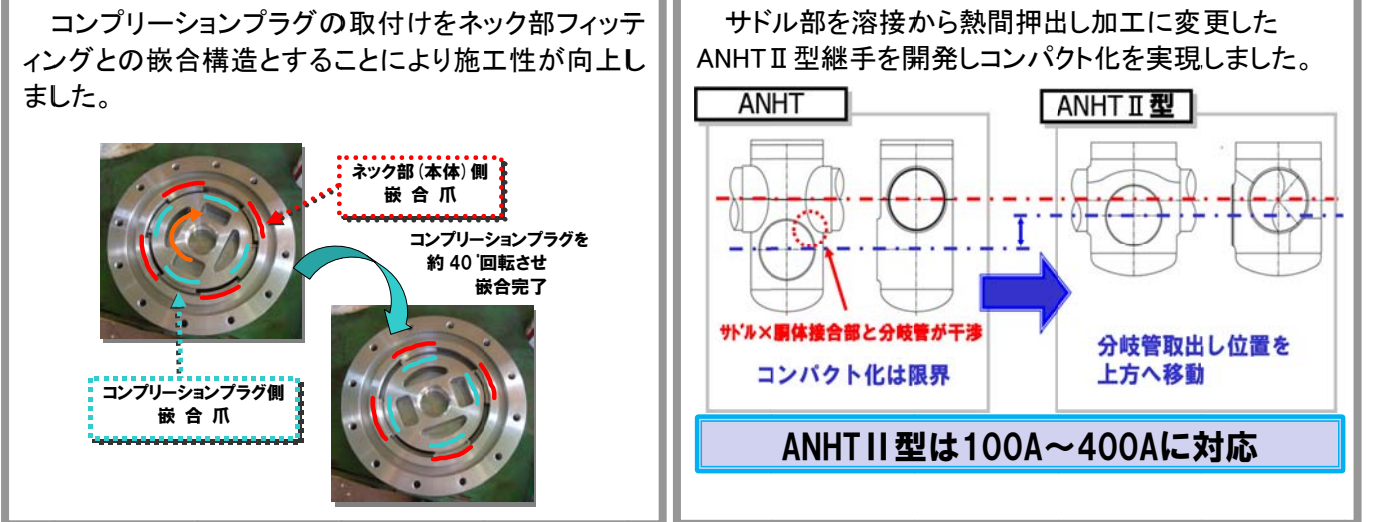 コンプリーションプラグの取付けをネック部フィッテ
ィングとの嵌合構造とすることにより施工性が向上し
ました。
ネック部(本体)側
嵌合爪
コンプリーションプラグを
約40°回転させ
嵌合完了
コンプリーションプラグ側
嵌合爪
サドル部を溶接から熱間押出し加工に変更した
ANHTⅡ型継手を開発しコンパクト化を実現しました。
ANHT
ANHTⅡ型
サドル×胴体接合部と分岐管が干渉
コンパクト化は限界
分岐管取出し位置を
上方へ移動
ANHTII型は100A～400Aに対応